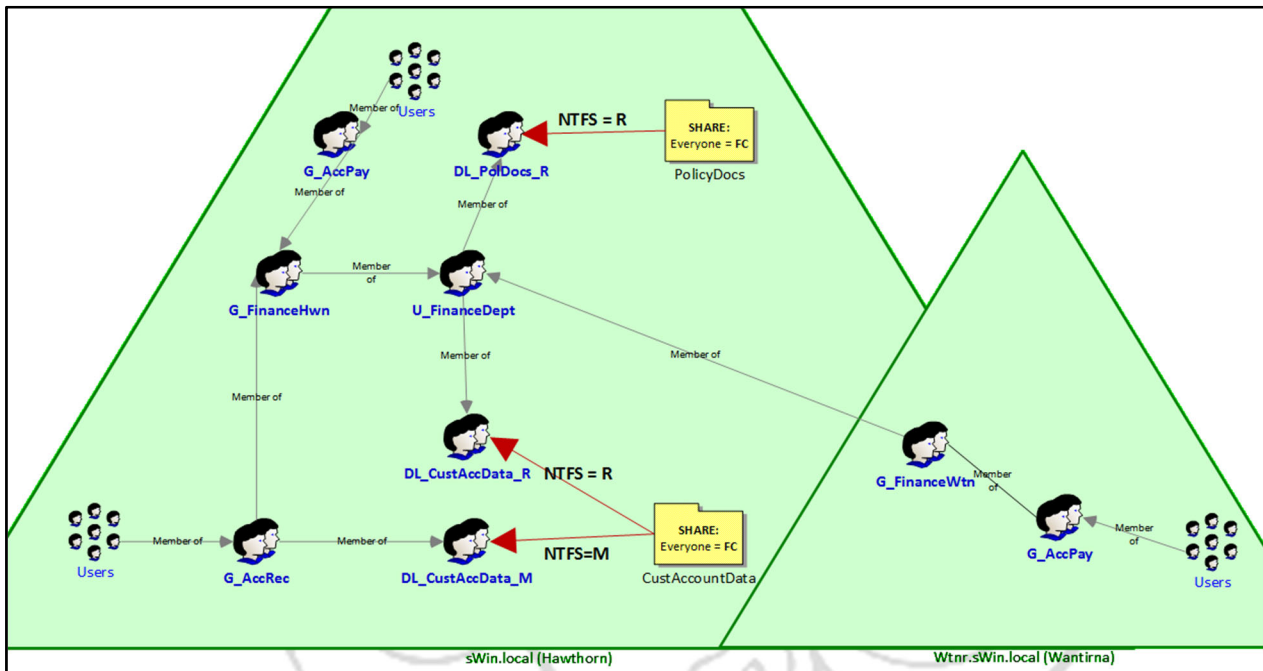 Member of
Users
G_AccPay
Member of
NTFS = R
DL_PolDocs_R
SHARE:
Everyone = FC
PolicyDocs
Member of
G_FinanceHwn
Member
of
U_FinanceDept
Member of
Member of
Member of
DL_CustAccData_R
NTFS = R
G_FinanceWtn
Member
of
Users
Member of
G_AccRec
Member of
DL_CustAccData_M
NTFS=M
SHARE:
Everyone = FC
CustAccountData
G_AccPay
Member
of
Users
sWin.local (Hawthorn)
Wtnr.sWin.local (Wantirna)